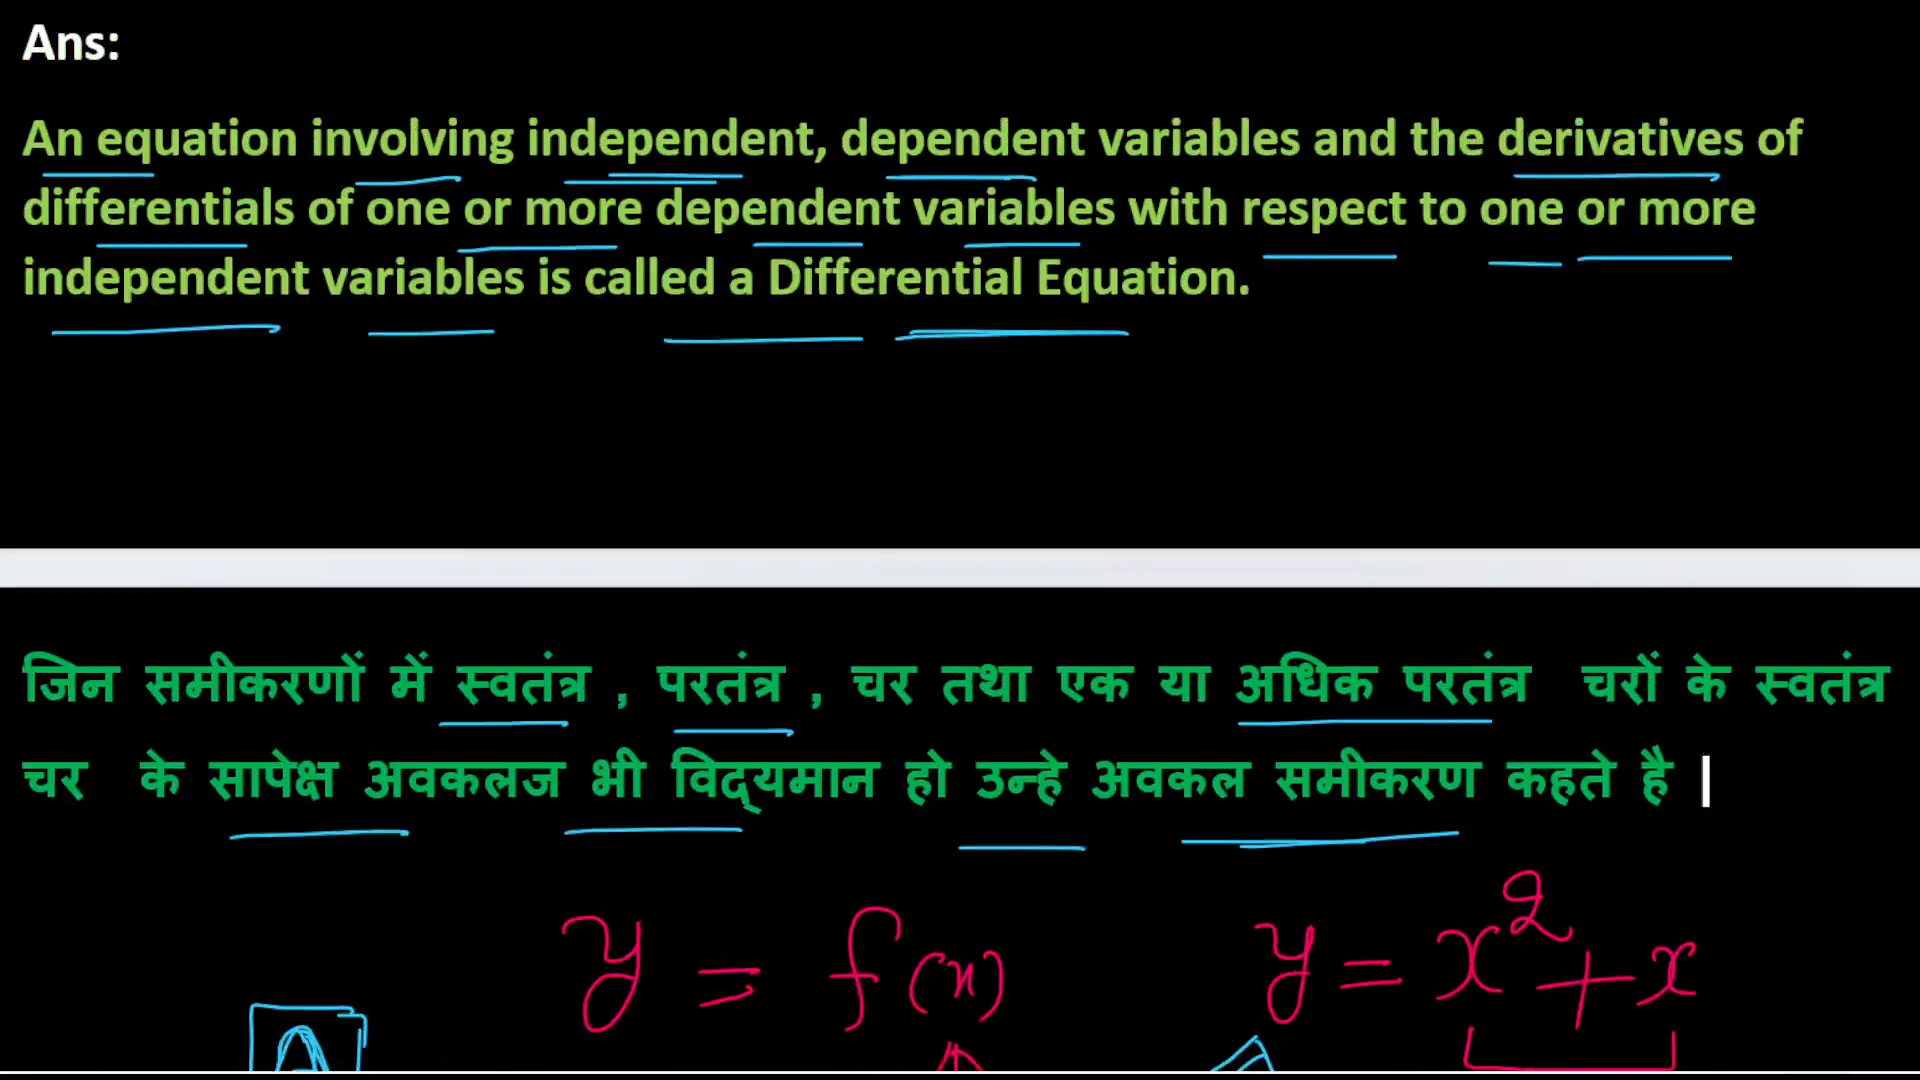 Ans:
An equation involving independent, dependent variables and the derivatives of
differentials of one or more dependent variables with respect to one or more
independent variables is called a Differential Equation.
जिन समीकरणों में स्वतंत्र , परतंत्र , चर तथा एक या अधिक परतंत्र चरों के स्वतंत्र
चर के सापेक्ष अवकलज भी विद्यमान हो उन्हे अवकल समीकरण कहते है |
y = f(x) y = x² + x